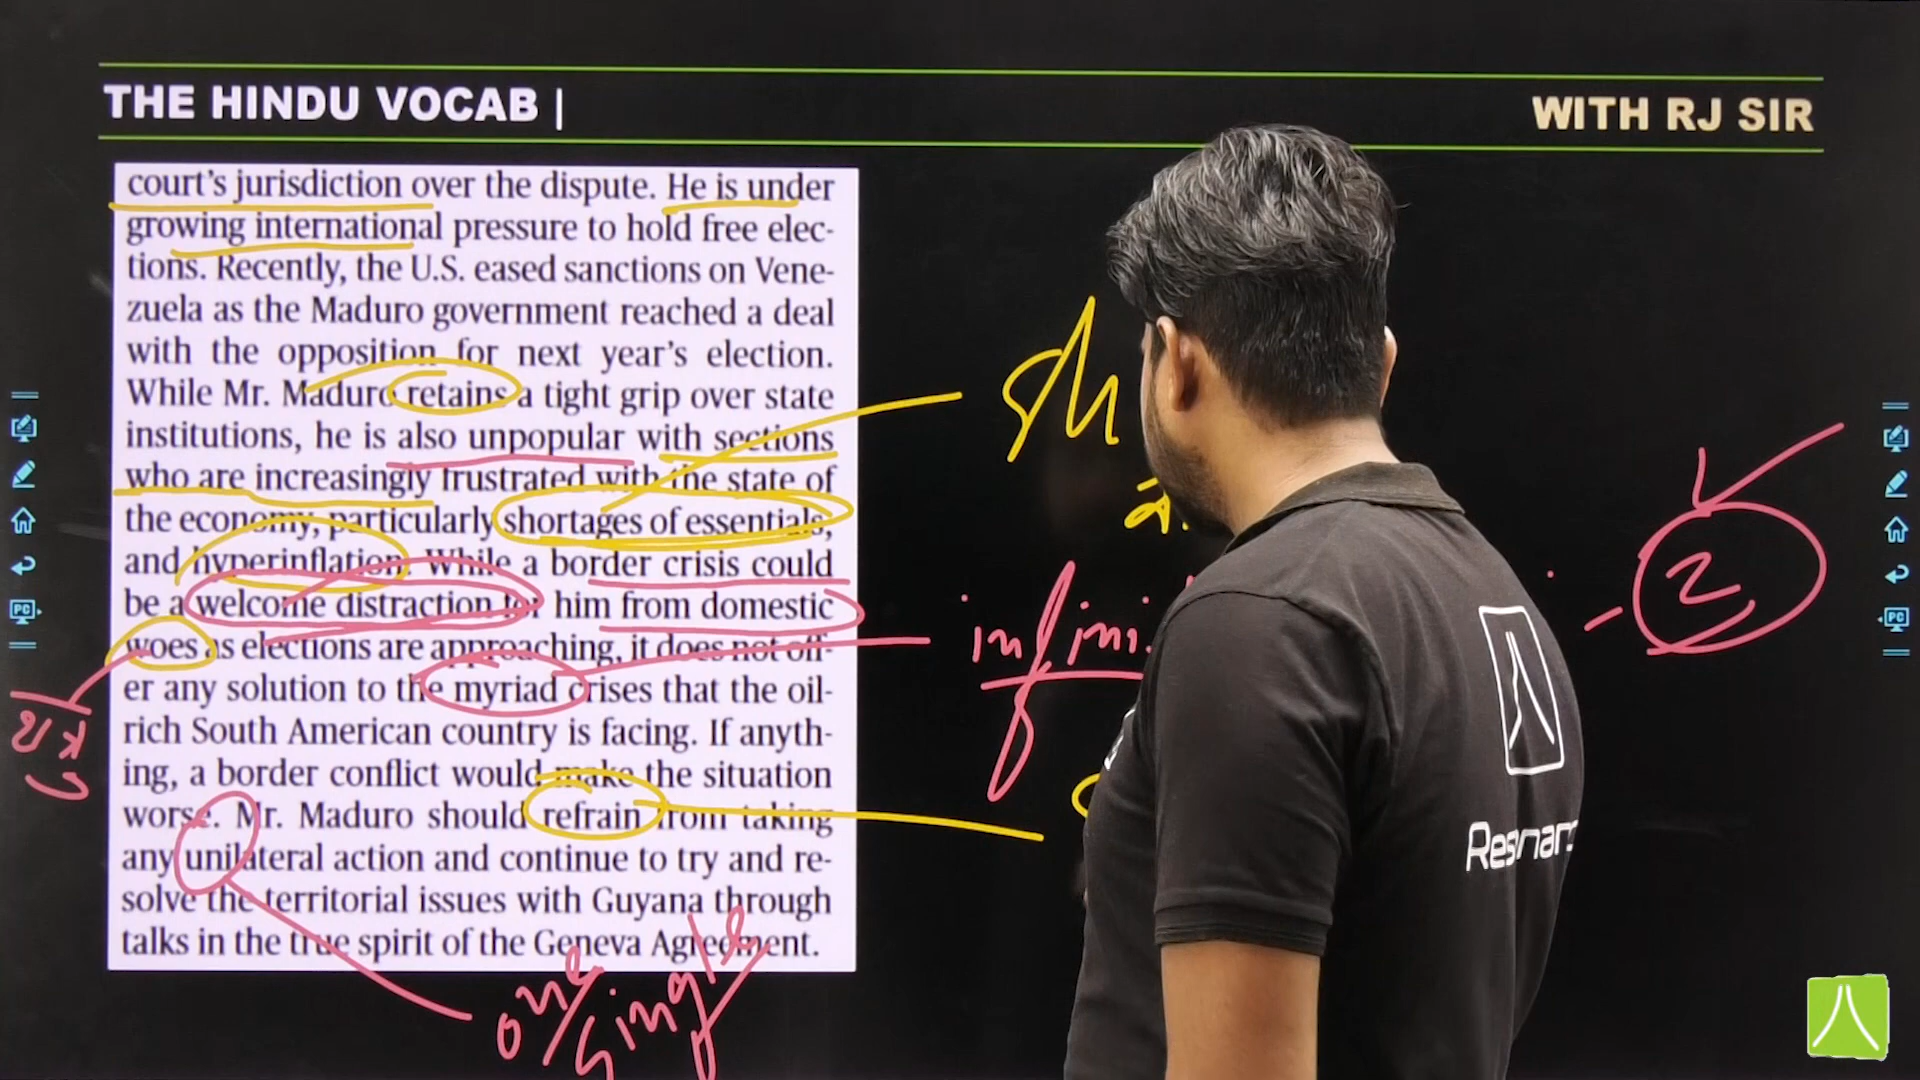 THE HINDU VOCAB |
WITH RJ SIR
court's jurisdiction over the dispute. He is under
growing international pressure to hold free elec-
tions. Recently, the U.S. eased sanctions on Vene-
zuela as the Maduro government reached a deal
with the opposition for next year's election.
While Mr. Maduro retains a tight grip over state
institutions, he is also unpopular with sections
who are increasingly frustrated with the state of
the economy, particularly shortages of essentials,
and hyperinflation. While a border crisis could
be a welcome distraction for him from domestic
woes as elections are approaching, it does not off-
er any solution to the myriad crises that the oil-
rich South American country is facing. If anyth-
ing, a border conflict would make the situation
worse. Mr. Maduro should refrain from taking
any unilateral action and continue to try and re-
solve the territorial issues with Guyana through
talks in the true spirit of the Geneva Agreement.
one/single
infini
2
PC
PC